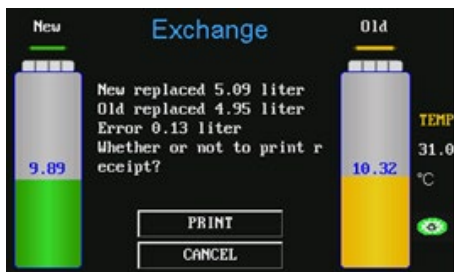 New
Exchange
Old
New replaced 5.09 liter
Old replaced 4.95 liter
Error 0.13 liter
Whether or not to print r
eceipt?
9.89
10.32
TEMP
31.0
°C
PRINT
CANCEL